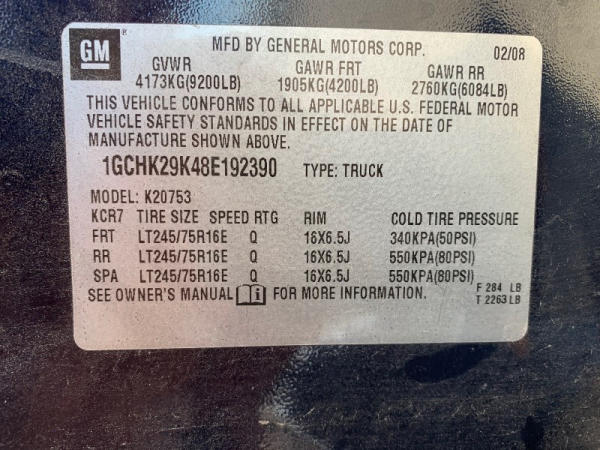 GM
MFD BY GENERAL MOTORS CORP. 02/08
GVWR GAWR FRT GAWR RR
4173KG(9200LB) 1905KG(4200LB) 2760KG(6084LB)
THIS VEHICLE CONFORMS TO ALL APPLICABLE U.S. FEDERAL MOTOR
VEHICLE SAFETY STANDARDS IN EFFECT ON THE DATE OF
MANUFACTURE SHOWN ABOVE.
1GCHK29K48E192390 TYPE: TRUCK
MODEL: K20753
KCR7 TIRE SIZE SPEED RTG RIM COLD TIRE PRESSURE
FRT LT245/75R16E Q 16X6.5J 340KPA(50PSI)
RR LT245/75R16E Q 16X6.5J 550KPA(80PSI)
SPA LT245/75R16E Q 16X6.5J 550KPA(80PSI)
SEE OWNER'S MANUAL i FOR MORE INFORMATION.
F 284 LB
T 2263 LB